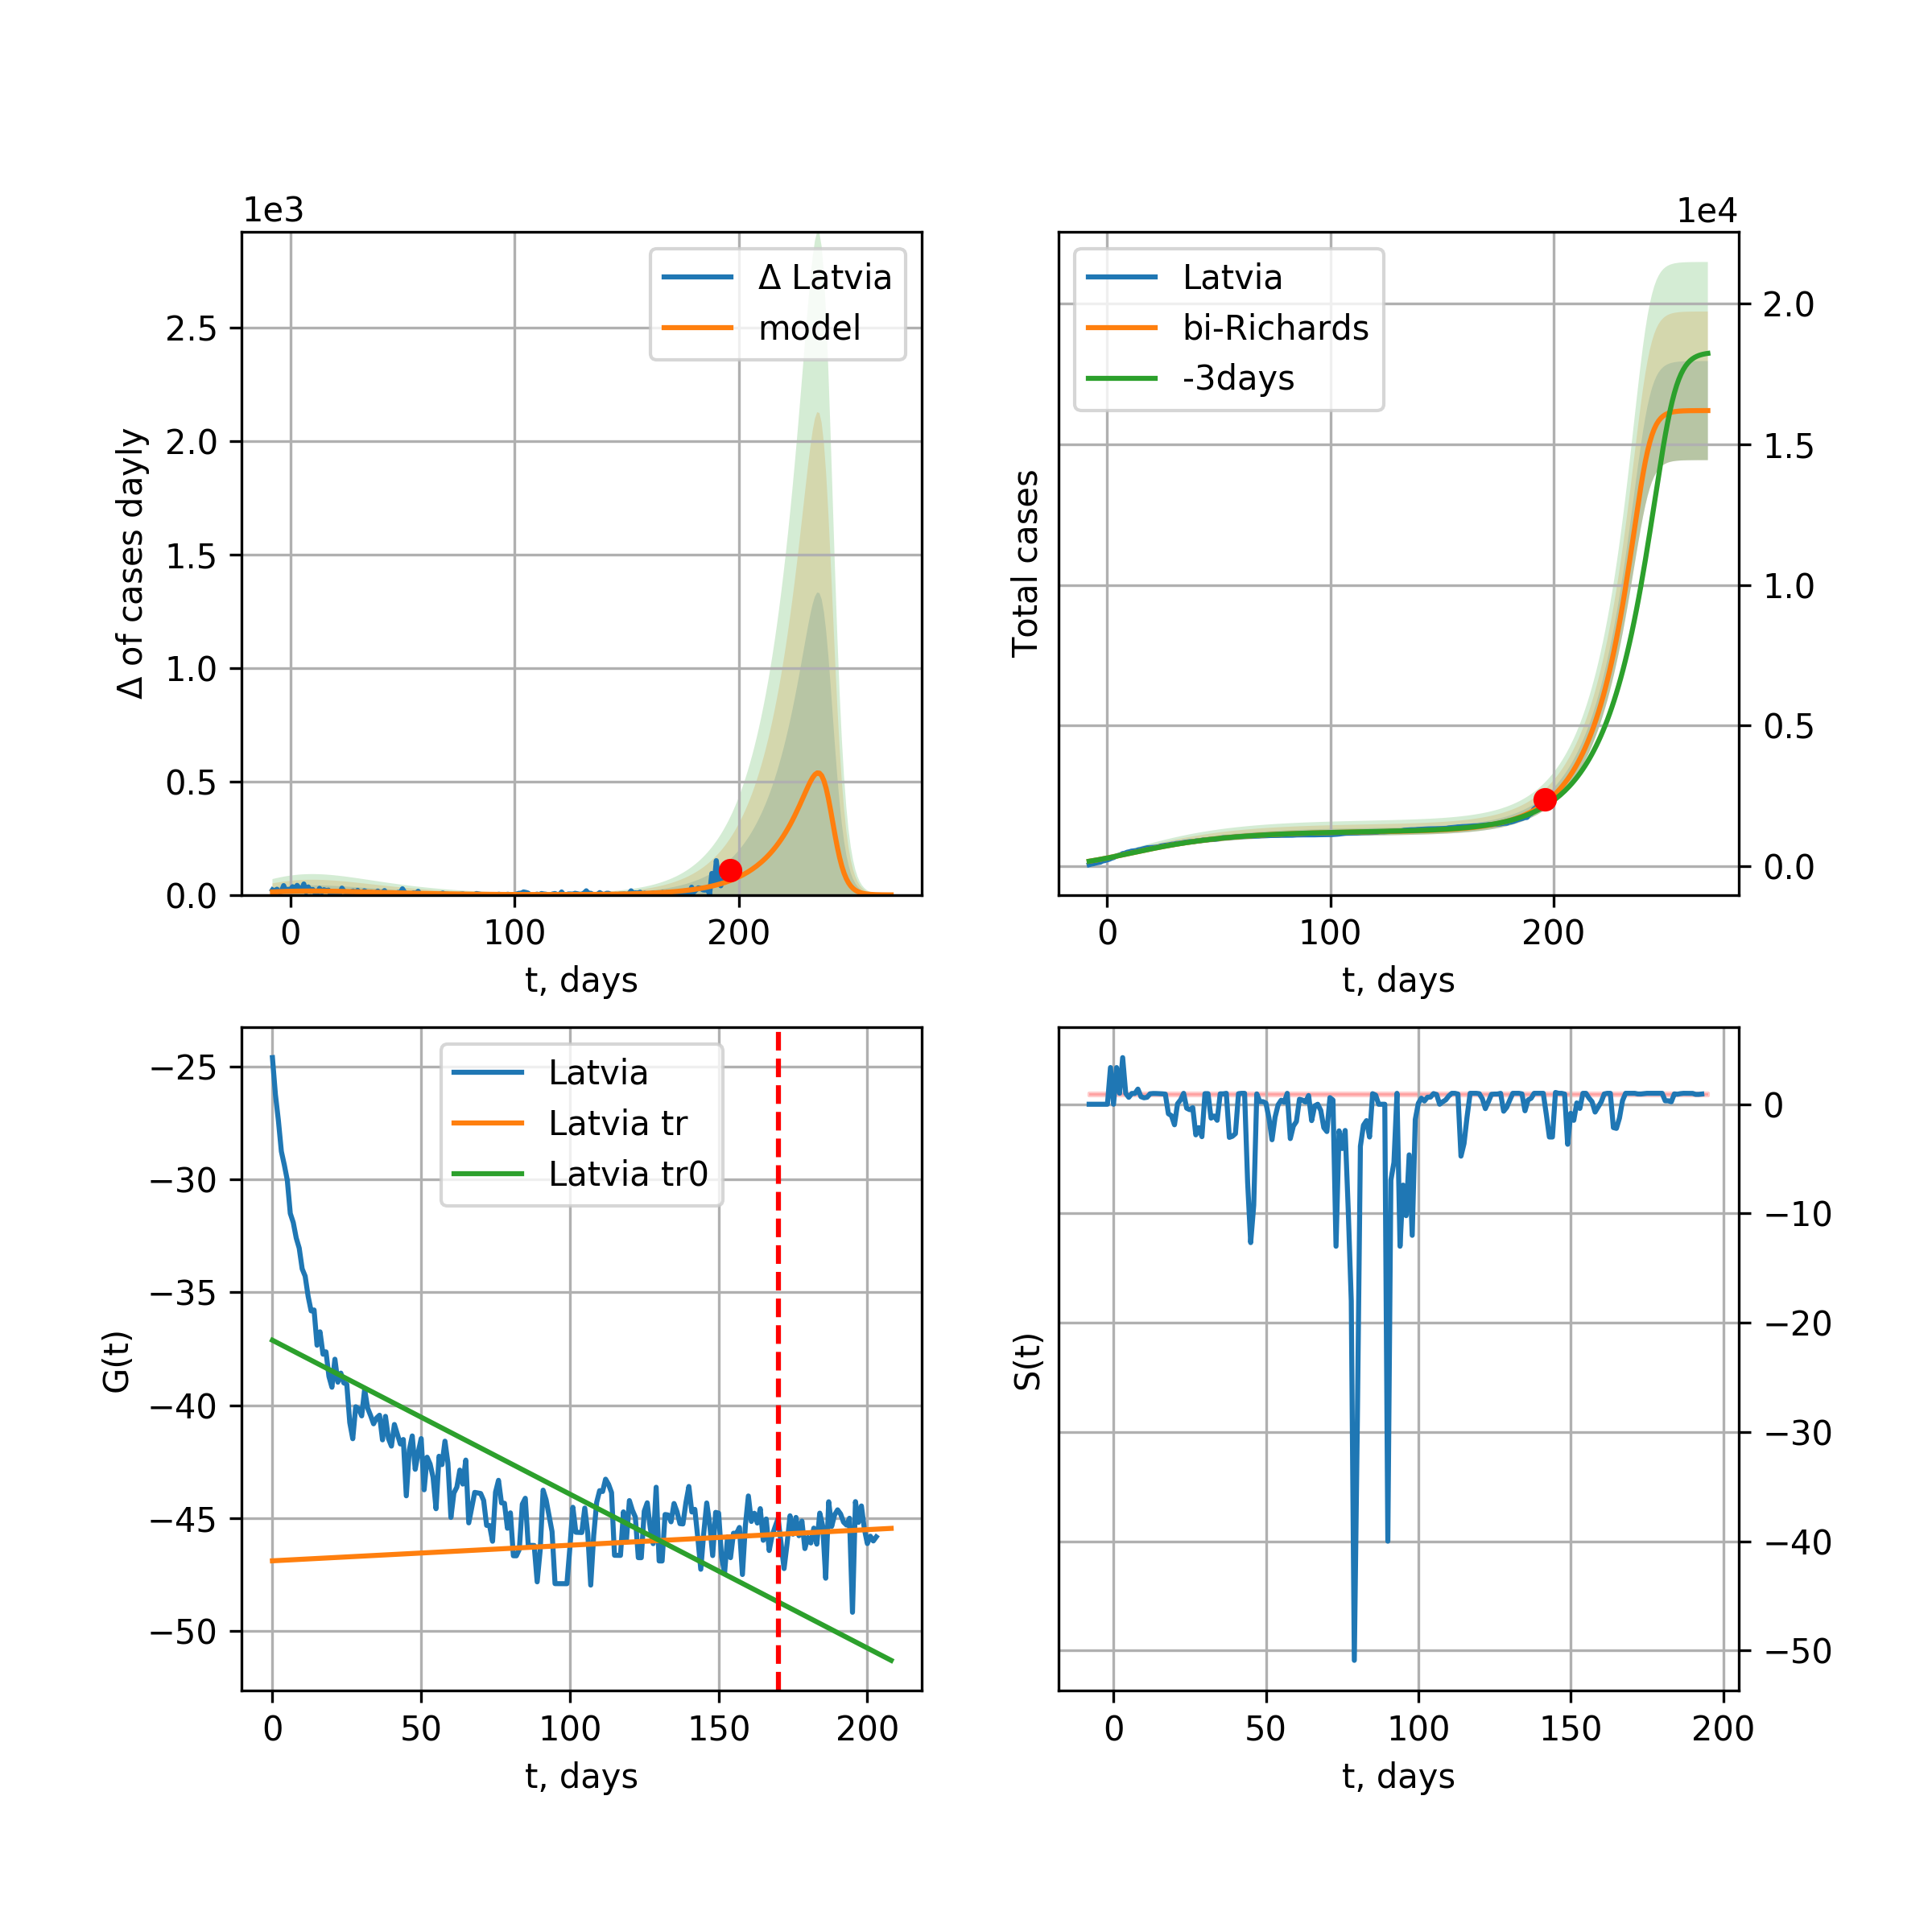 1e3
Δ Latvia
model
2.5
2.0
1.5
1.0
0.5
0.0
Δ of cases dayly
0
100
200
t, days
1e4
Latvia
bi-Richards
-3days
2.0
1.5
1.0
0.5
0.0
Total cases
0
100
200
t, days
Latvia
Latvia tr
Latvia tr0
−25
−30
−35
−40
−45
−50
G(t)
0
50
100
150
200
t, days
0
−10
−20
−30
−40
−50
S(t)
0
50
100
150
200
t, days